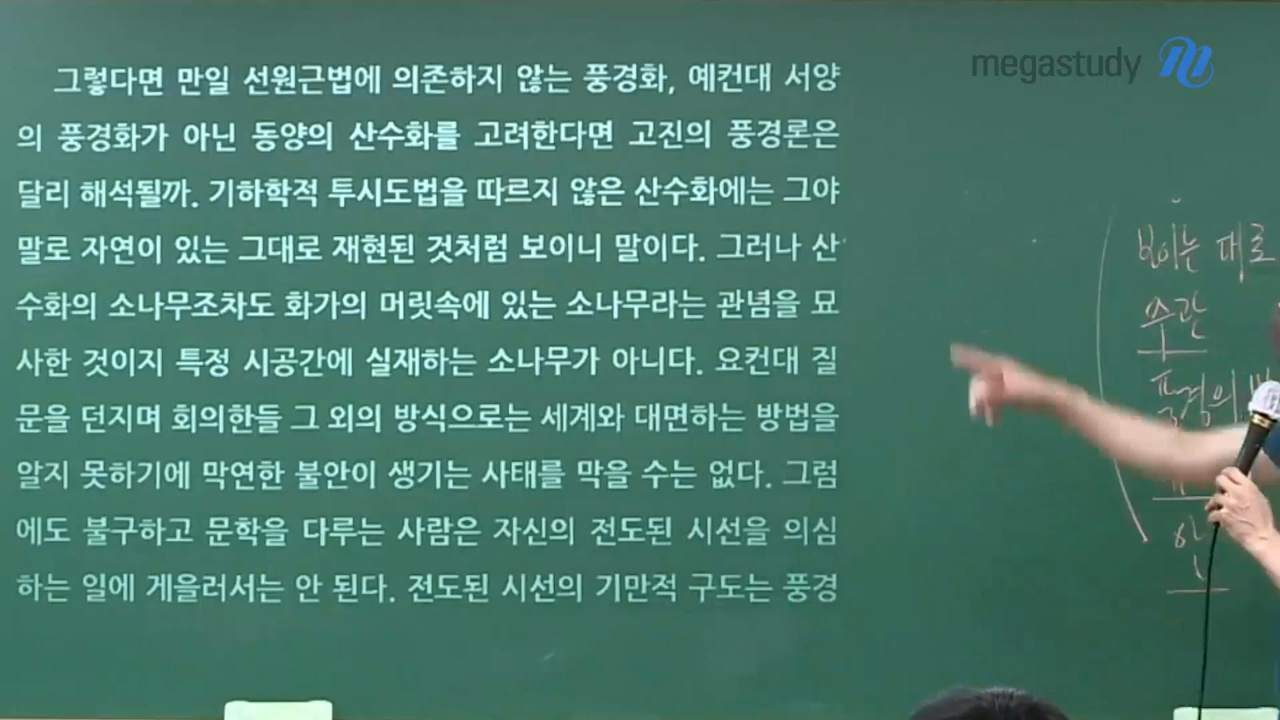 megastudy
그렇다면 만일 선원근법에 의존하지 않는 풍경화, 예컨대 서양
의 풍경화가 아닌 동양의 산수화를 고려한다면 고진의 풍경론은
달리 해석될까. 기하학적 투시도법을 따르지 않은 산수화에는 그야
말로 자연이 있는 그대로 재현된 것처럼 보이니 말이다. 그러나 산
수화의 소나무조차도 화가의 머릿속에 있는 소나무라는 관념을 묘
사한 것이지 특정 시공간에 실재하는 소나무가 아니다. 요컨대 질
문을 던지며 회의한들 그 외의 방식으로는 세계와 대면하는 방법을
알지 못하기에 막연한 불안이 생기는 사태를 막을 수는 없다. 그럼
에도 불구하고 문학을 다루는 사람은 자신의 전도된 시선을 의심
하는 일에 게을러서는 안 된다. 전도된 시선의 기만적 구도는 풍경
보이는 대로
주관
풍경의